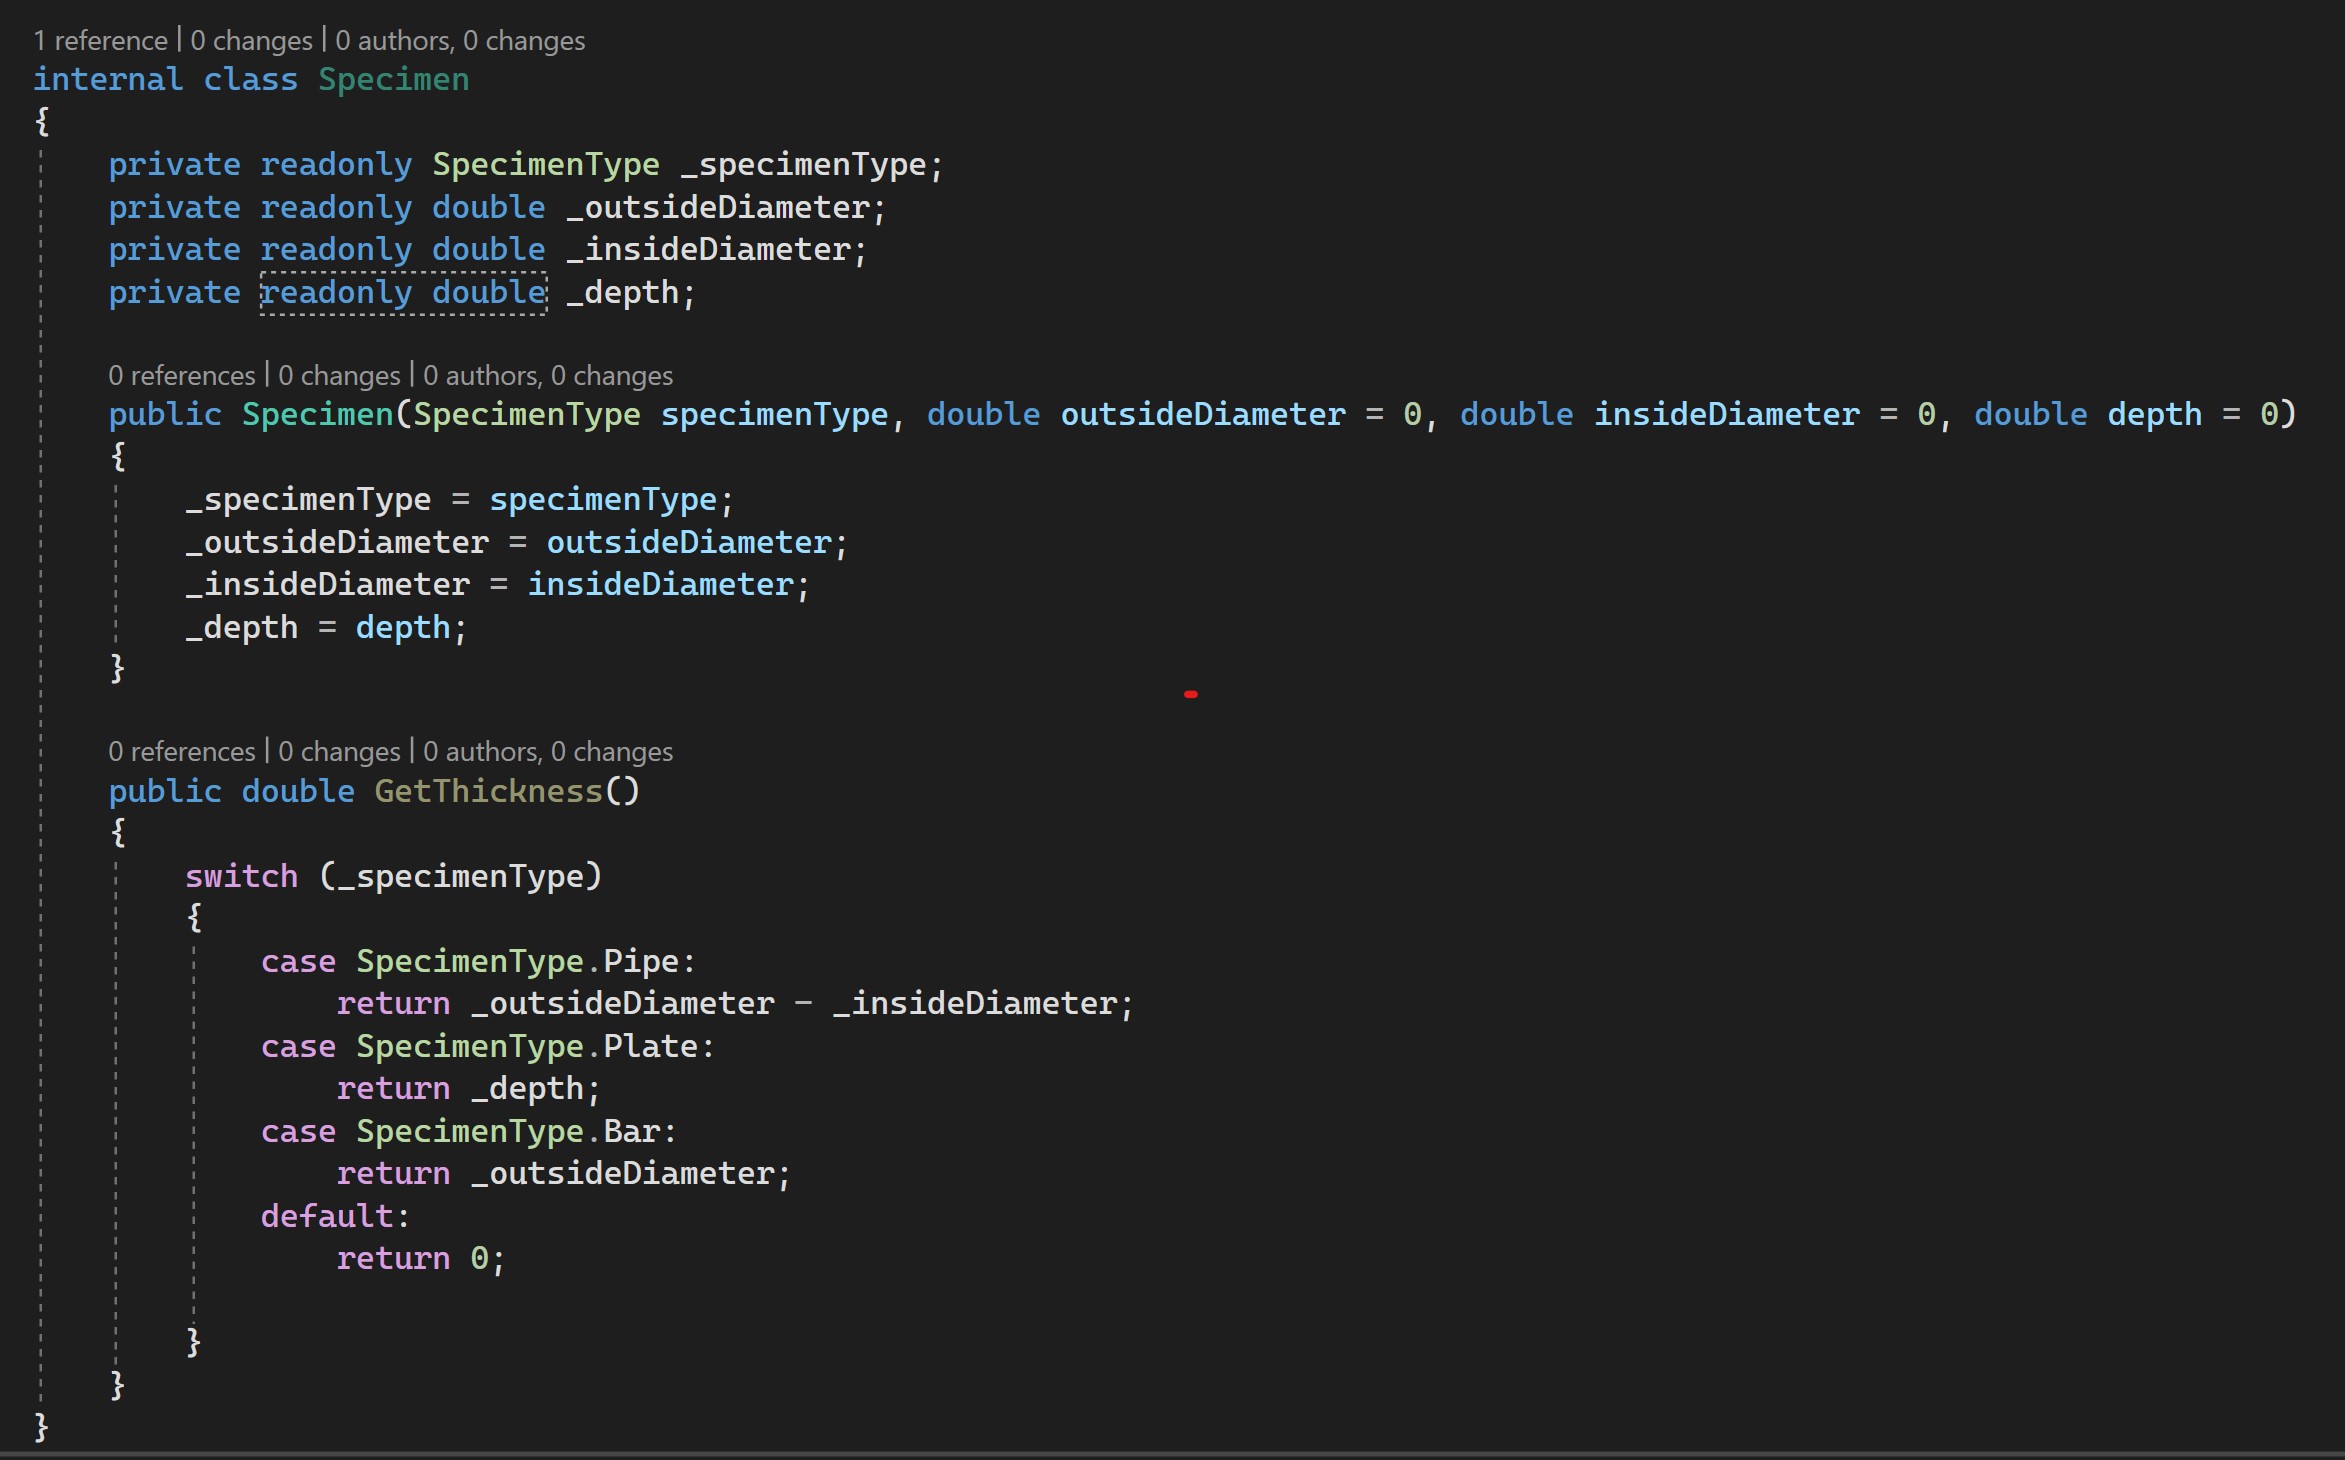 1 reference | 0 changes | 0 authors, 0 changes
internal class Specimen
{
private readonly SpecimenType _specimenType;
private readonly double _outsideDiameter;
private readonly double _insideDiameter;
private readonly double _depth;
0 references | 0 changes | 0 authors, 0 changes
public Specimen(SpecimenType specimenType, double outsideDiameter = 0, double insideDiameter = 0, double depth = 0)
{
_specimenType = specimenType;
_outsideDiameter = outsideDiameter;
_insideDiameter = insideDiameter;
_depth = depth;
}
0 references | 0 changes | 0 authors, 0 changes
public double GetThickness()
{
switch (_specimenType)
{
case SpecimenType.Pipe:
return _outsideDiameter - _insideDiameter;
case SpecimenType.Plate:
return _depth;
case SpecimenType.Bar:
return _outsideDiameter;
default:
return 0;
}
}
}